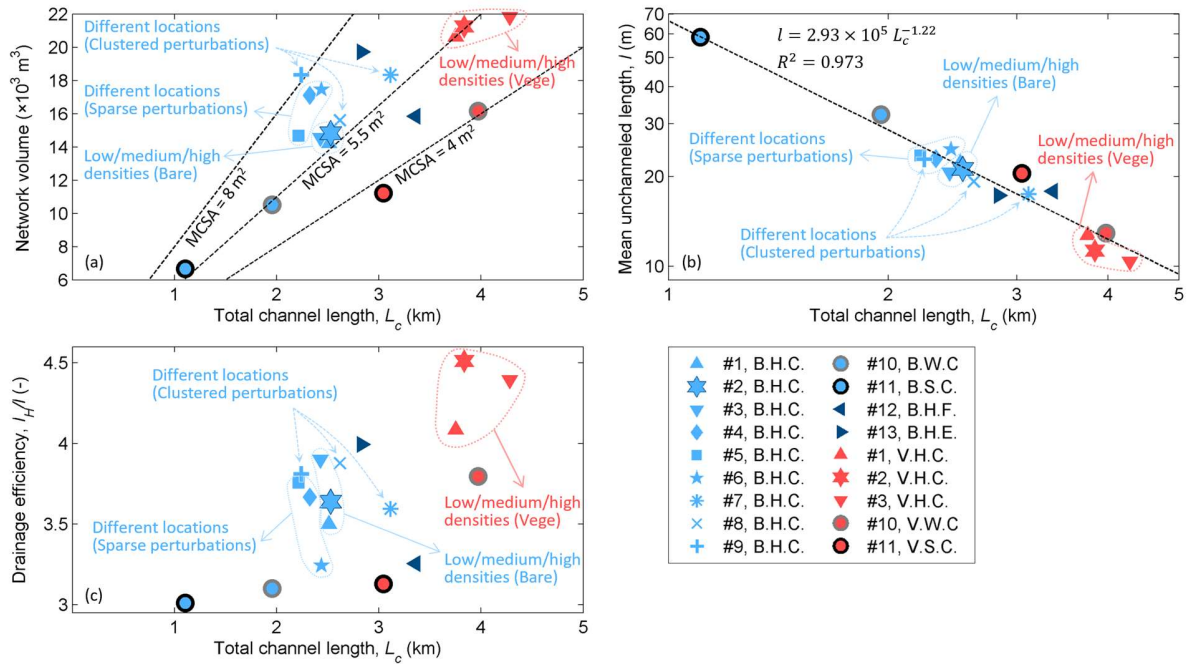 22
20
18
16
14
12
10
8
6
Network volume (×10³ m³)
Different locations
(Clustered perturbations)
Different locations
(Sparse perturbations)
Low/medium/high
densities (Bare)
Low/medium/high
densities (Vege)
MCSA = 8 m²
MCSA = 5.5 m²
MCSA = 4 m²
(a)
1 2 3 4 5
Total channel length, Lc (km)
70
60
50
40
30
20
10
Mean unchanneled length, l (m)
l = 2.93 × 10⁵ Lc^−1.22
R² = 0.973
Low/medium/high
densities (Bare)
Different locations
(Sparse perturbations)
Low/medium/high
densities (Vege)
Different locations
(Clustered perturbations)
(b)
1 2 3 4 5
Total channel length, Lc (km)
4.5
4
3.5
3
Drainage efficiency, lH/l (-)
Different locations
(Clustered perturbations)
Different locations
(Sparse perturbations)
Low/medium/high
densities (Vege)
Low/medium/high
densities (Bare)
(c)
1 2 3 4 5
Total channel length, Lc (km)
#1, B.H.C.
#2, B.H.C.
#3, B.H.C.
#4, B.H.C.
#5, B.H.C.
#6, B.H.C.
#7, B.H.C.
#8, B.H.C.
#9, B.H.C.
#10, B.W.C
#11, B.S.C.
#12, B.H.F.
#13, B.H.E.
#1, V.H.C.
#2, V.H.C.
#3, V.H.C.
#10, V.W.C
#11, V.S.C.